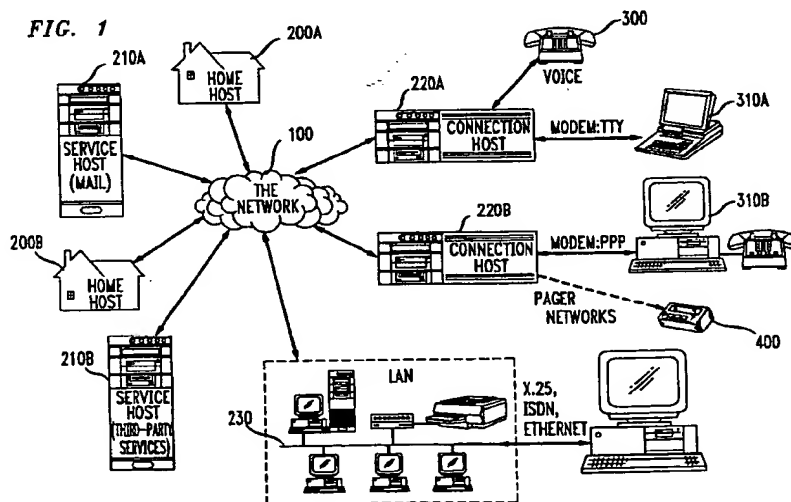 FIG. 1
210A
200A
HOME
HOST
300
VOICE
220A
CONNECTION
HOST
MODEM:TTY
310A
SERVICE
HOST
(MAIL)
100
THE
NETWORK
220B
CONNECTION
HOST
MODEM:PPP
310B
200B
HOME
HOST
PAGER
NETWORKS
400
210B
SERVICE
HOST
(THIRD-PARTY
SERVICES)
LAN
230
X.25,
ISDN,
ETHERNET